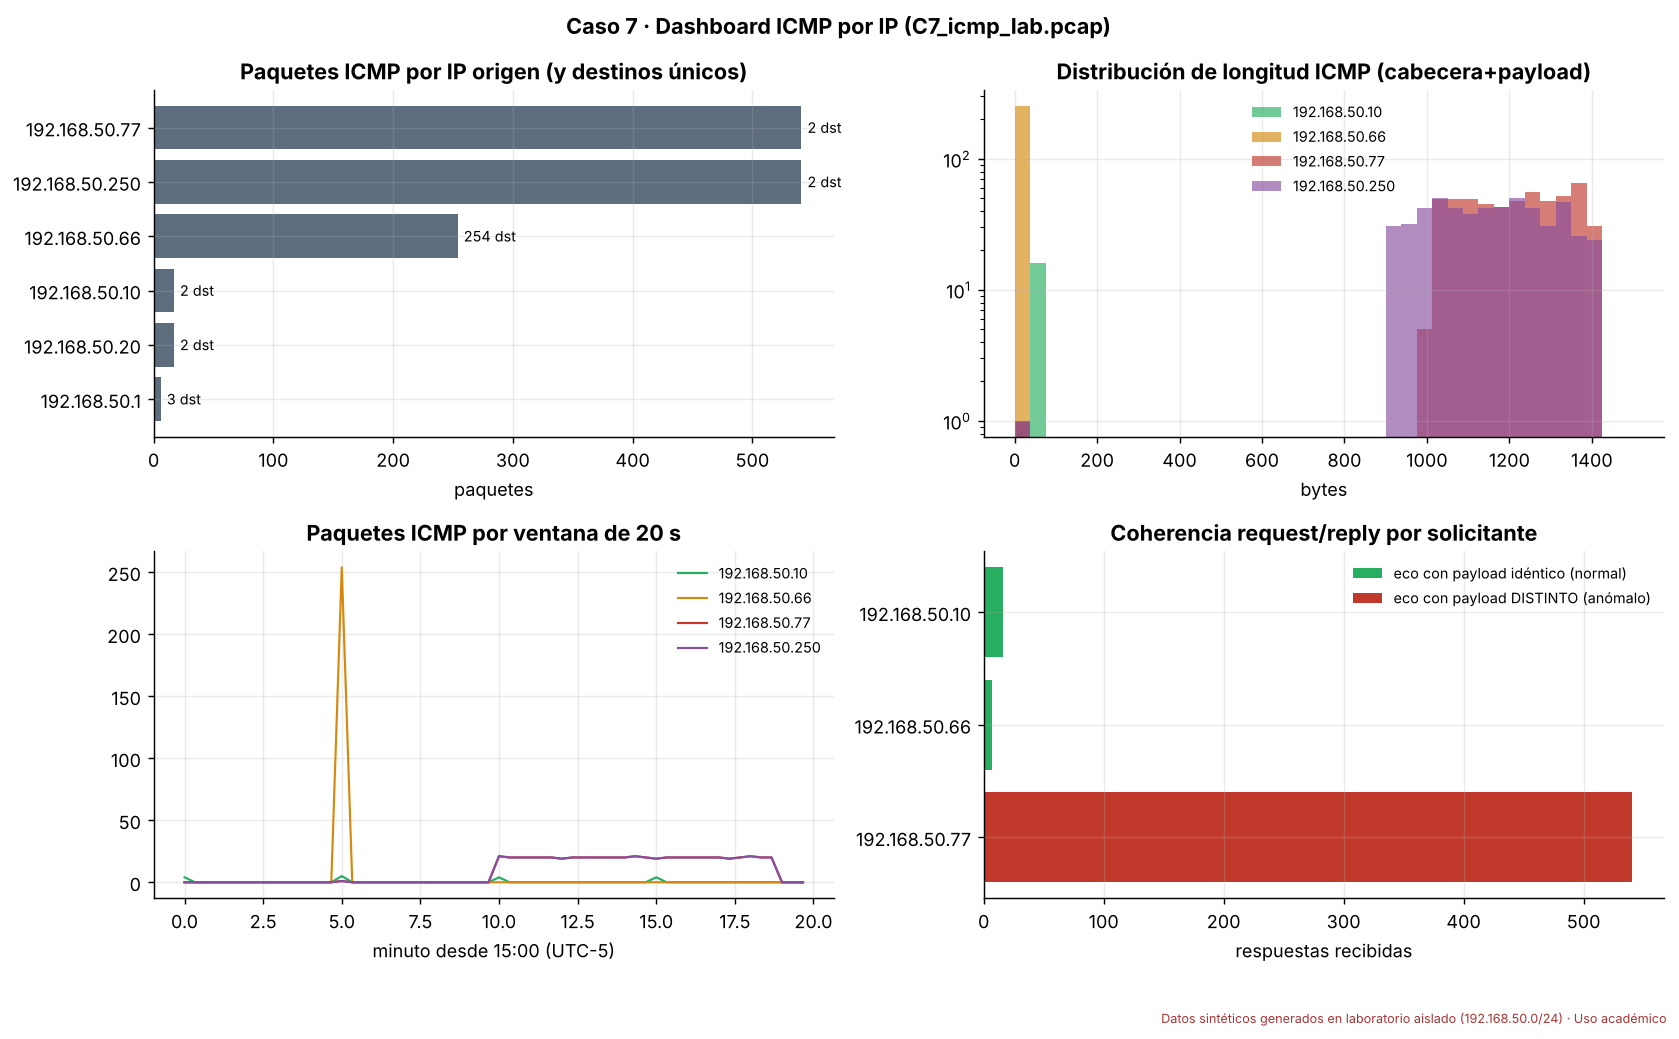 Caso 7 · Dashboard ICMP por IP (C7_icmp_lab.pcap)
Paquetes ICMP por IP origen (y destinos únicos)
192.168.50.77
2 dst
192.168.50.250
2 dst
192.168.50.66
254 dst
192.168.50.10
2 dst
192.168.50.20
2 dst
192.168.50.1
3 dst
0 100 200 300 400 500
paquetes
Distribución de longitud ICMP (cabecera+payload)
192.168.50.10
192.168.50.66
192.168.50.77
192.168.50.250
10²
10¹
10⁰
0 200 400 600 800 1000 1200 1400
bytes
Paquetes ICMP por ventana de 20 s
192.168.50.10
192.168.50.66
192.168.50.77
192.168.50.250
250
200
150
100
50
0
0.0 2.5 5.0 7.5 10.0 12.5 15.0 17.5 20.0
minuto desde 15:00 (UTC-5)
Coherencia request/reply por solicitante
eco con payload idéntico (normal)
eco con payload DISTINTO (anómalo)
192.168.50.10
192.168.50.66
192.168.50.77
0 100 200 300 400 500
respuestas recibidas
Datos sintéticos generados en laboratorio aislado (192.168.50.0/24) · Uso académico